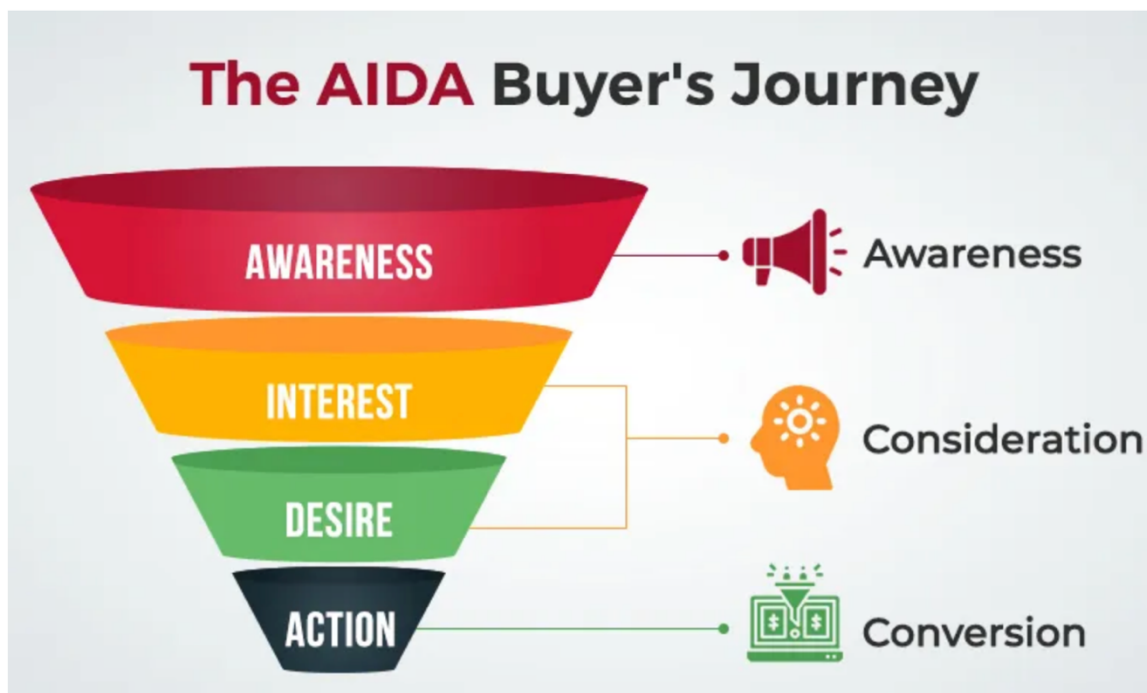 The AIDA Buyer's Journey
AWARENESS
Awareness
INTEREST
Consideration
DESIRE
ACTION
Conversion
$ $